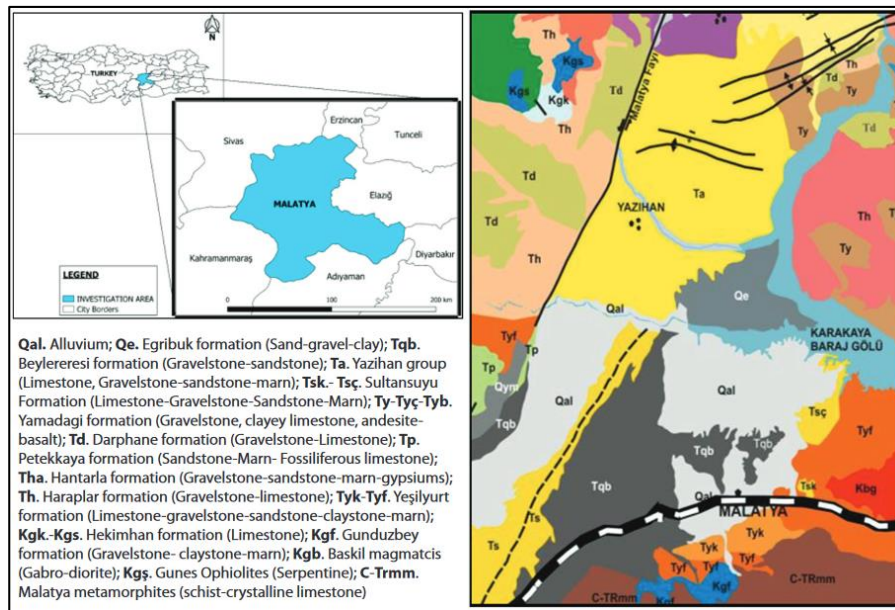 N
TURKEY
Erzincan
Sivas
Tunceli
MALATYA
Elazığ
Diyarbakır
Kahramanmaraş
Adıyaman
LEGEND
INVESTIGATION AREA
City Borders
0 100 200 km
Qal. Alluvium; Qe. Egribuk formation (Sand-gravel-clay); Tqb.
Beylereresi formation (Gravelstone-sandstone); Ta. Yazihan group
(Limestone, Gravelstone-sandstone-marn); Tsk.- Tsç. Sultansuyu
Formation (Limestone-Gravelstone-Sandstone-Marn); Ty-Tyç-Tyb.
Yamadagi formation (Gravelstone, clayey limestone, andesite-
basalt); Td. Darphane formation (Gravelstone-Limestone); Tp.
Petekkaya formation (Sandstone-Marn- Fossiliferous limestone);
Tha. Hantarla formation (Gravelstone-sandstone-marn-gypsiums);
Th. Haraplar formation (Gravelstone-limestone); Tyk-Tyf. Yeşilyurt
formation (Limestone-gravelstone-sandstone-claystone-marn);
Kgk.-Kgs. Hekimhan formation (Limestone); Kgf. Gunduzbey
formation (Gravelstone- claystone-marn); Kgb. Baskil magmatcis
(Gabro-diorite); Kgş. Gunes Ophiolites (Serpentine); C-Trmm.
Malatya metamorphites (schist-crystalline limestone)
Th
Kgs
Kgs
Kgk
Th
Td
Malatya Fayı
Th
Td
Ty
Ty
Td
Td
Ta
YAZIHAN
Td
Th
Th
Ty
T
Qe
Qal
KARAKAYA
BARAJ GÖLÜ
Tyf
Tp
Tp
Qym
Tqb
Qal
Qal
Tsç
Tyf
Tqb
Tqb
Tqb
Tsk
Kbg
Qal
MALATYA
Ts
Ts
Tyk
Tyk
Tyf
Tyf
Tyf
Kgf
Kgf
C-TRmm
C-TRmm